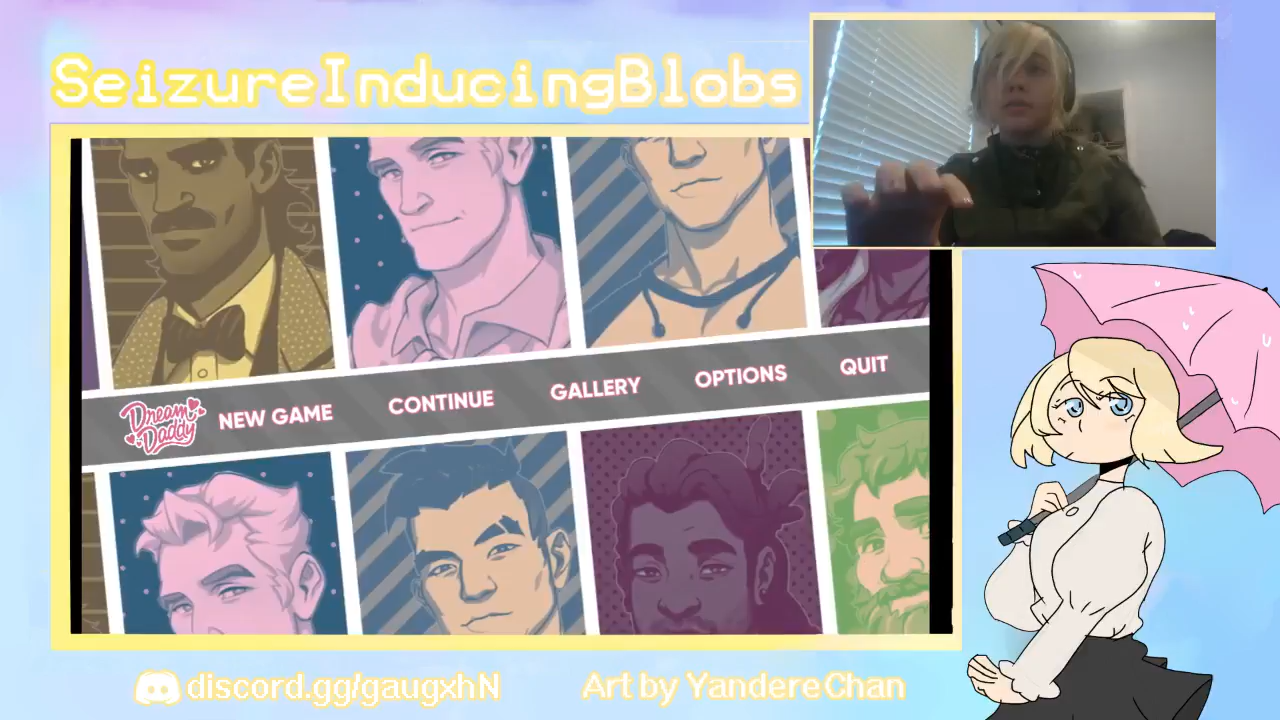 SeizureInducingBlobs
Dream
Daddy
NEW GAME
CONTINUE
GALLERY
OPTIONS
QUIT
discord.gg/gaugxhN
Art by YandereChan